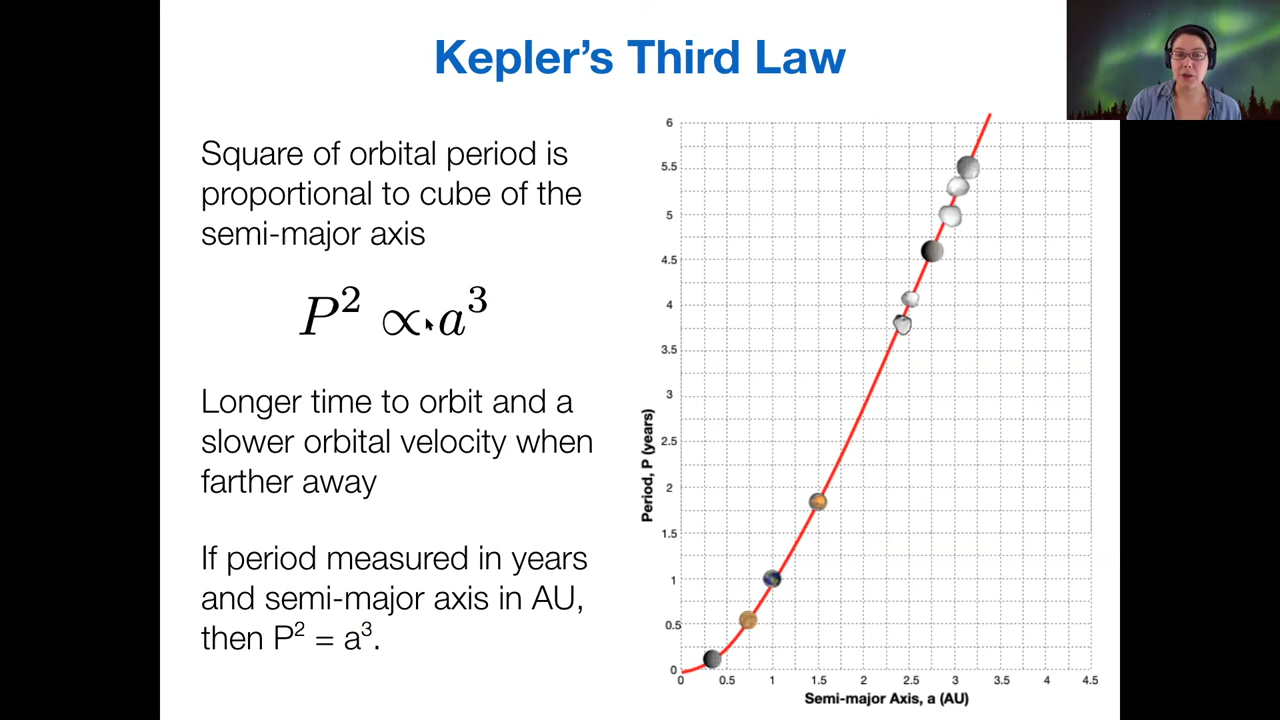 Kepler’s Third Law
Square of orbital period is
proportional to cube of the
semi-major axis
P² ∝ a³
Longer time to orbit and a
slower orbital velocity when
farther away
If period measured in years
and semi-major axis in AU,
then P² = a³.
Period, P (years)
6
5.5
5
4.5
4
3.5
3
2.5
2
1.5
1
0.5
0
0 0.5 1 1.5 2 2.5 3 3.5 4 4.5
Semi-major Axis, a (AU)